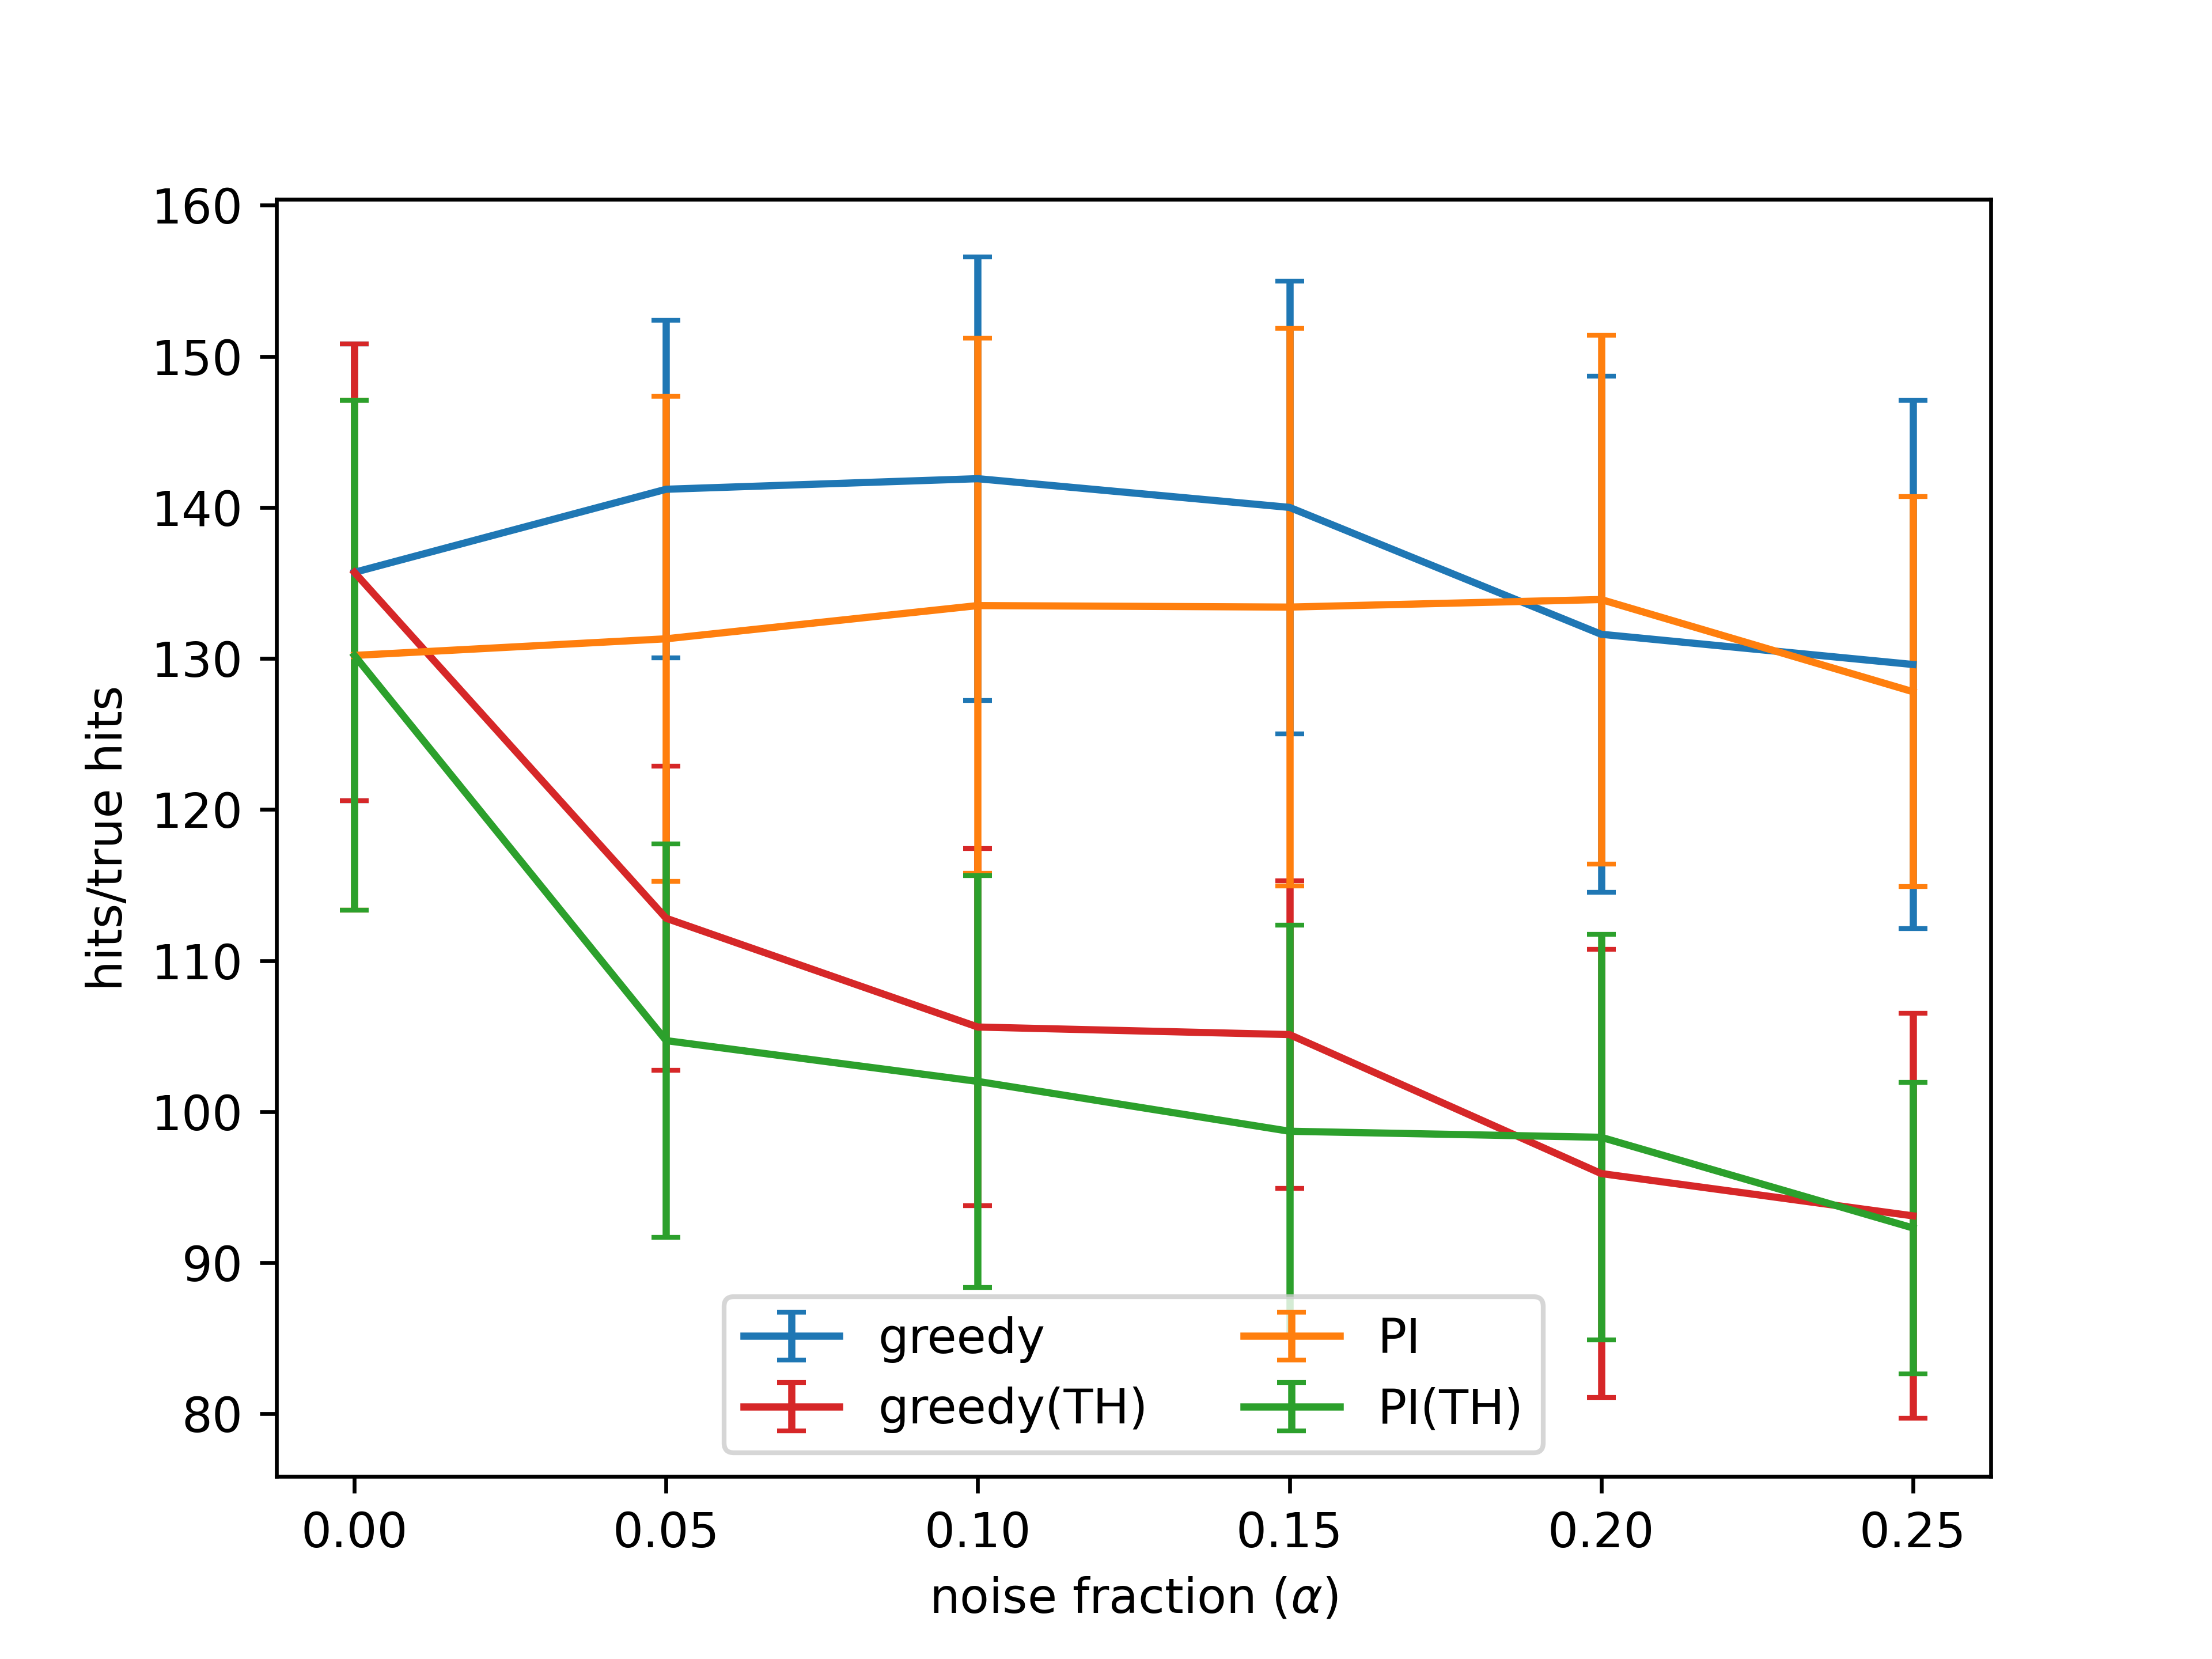 160
150
140
130
120
110
100
90
80
hits/true hits
greedy
greedy(TH)
PI
PI(TH)
0.00 0.05 0.10 0.15 0.20 0.25
noise fraction (α)